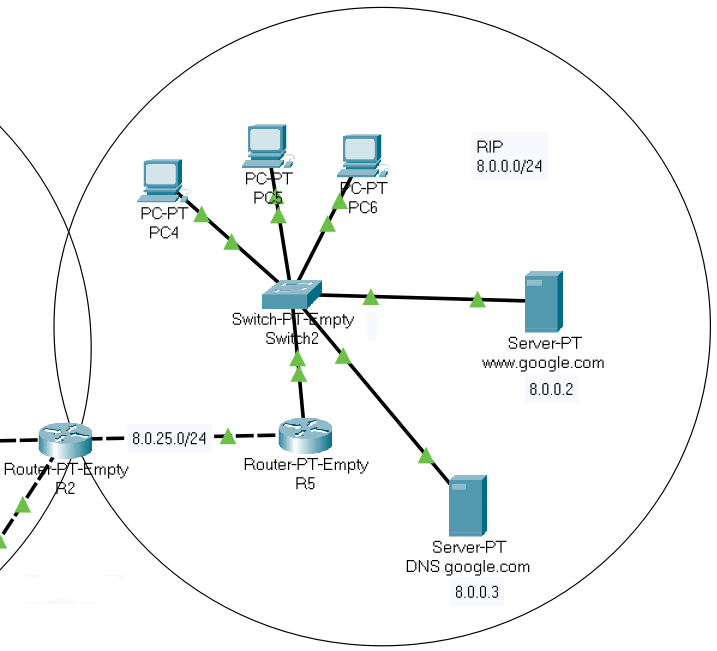 RIP
8.0.0.0/24
PC-PT
PC4
PC-PT
PC5
PC-PT
PC6
Switch-PT-Empty
Switch2
Server-PT
www.google.com
8.0.0.2
8.0.25.0/24
Router-PT-Empty
R2
Router-PT-Empty
R5
Server-PT
DNS google.com
8.0.0.3